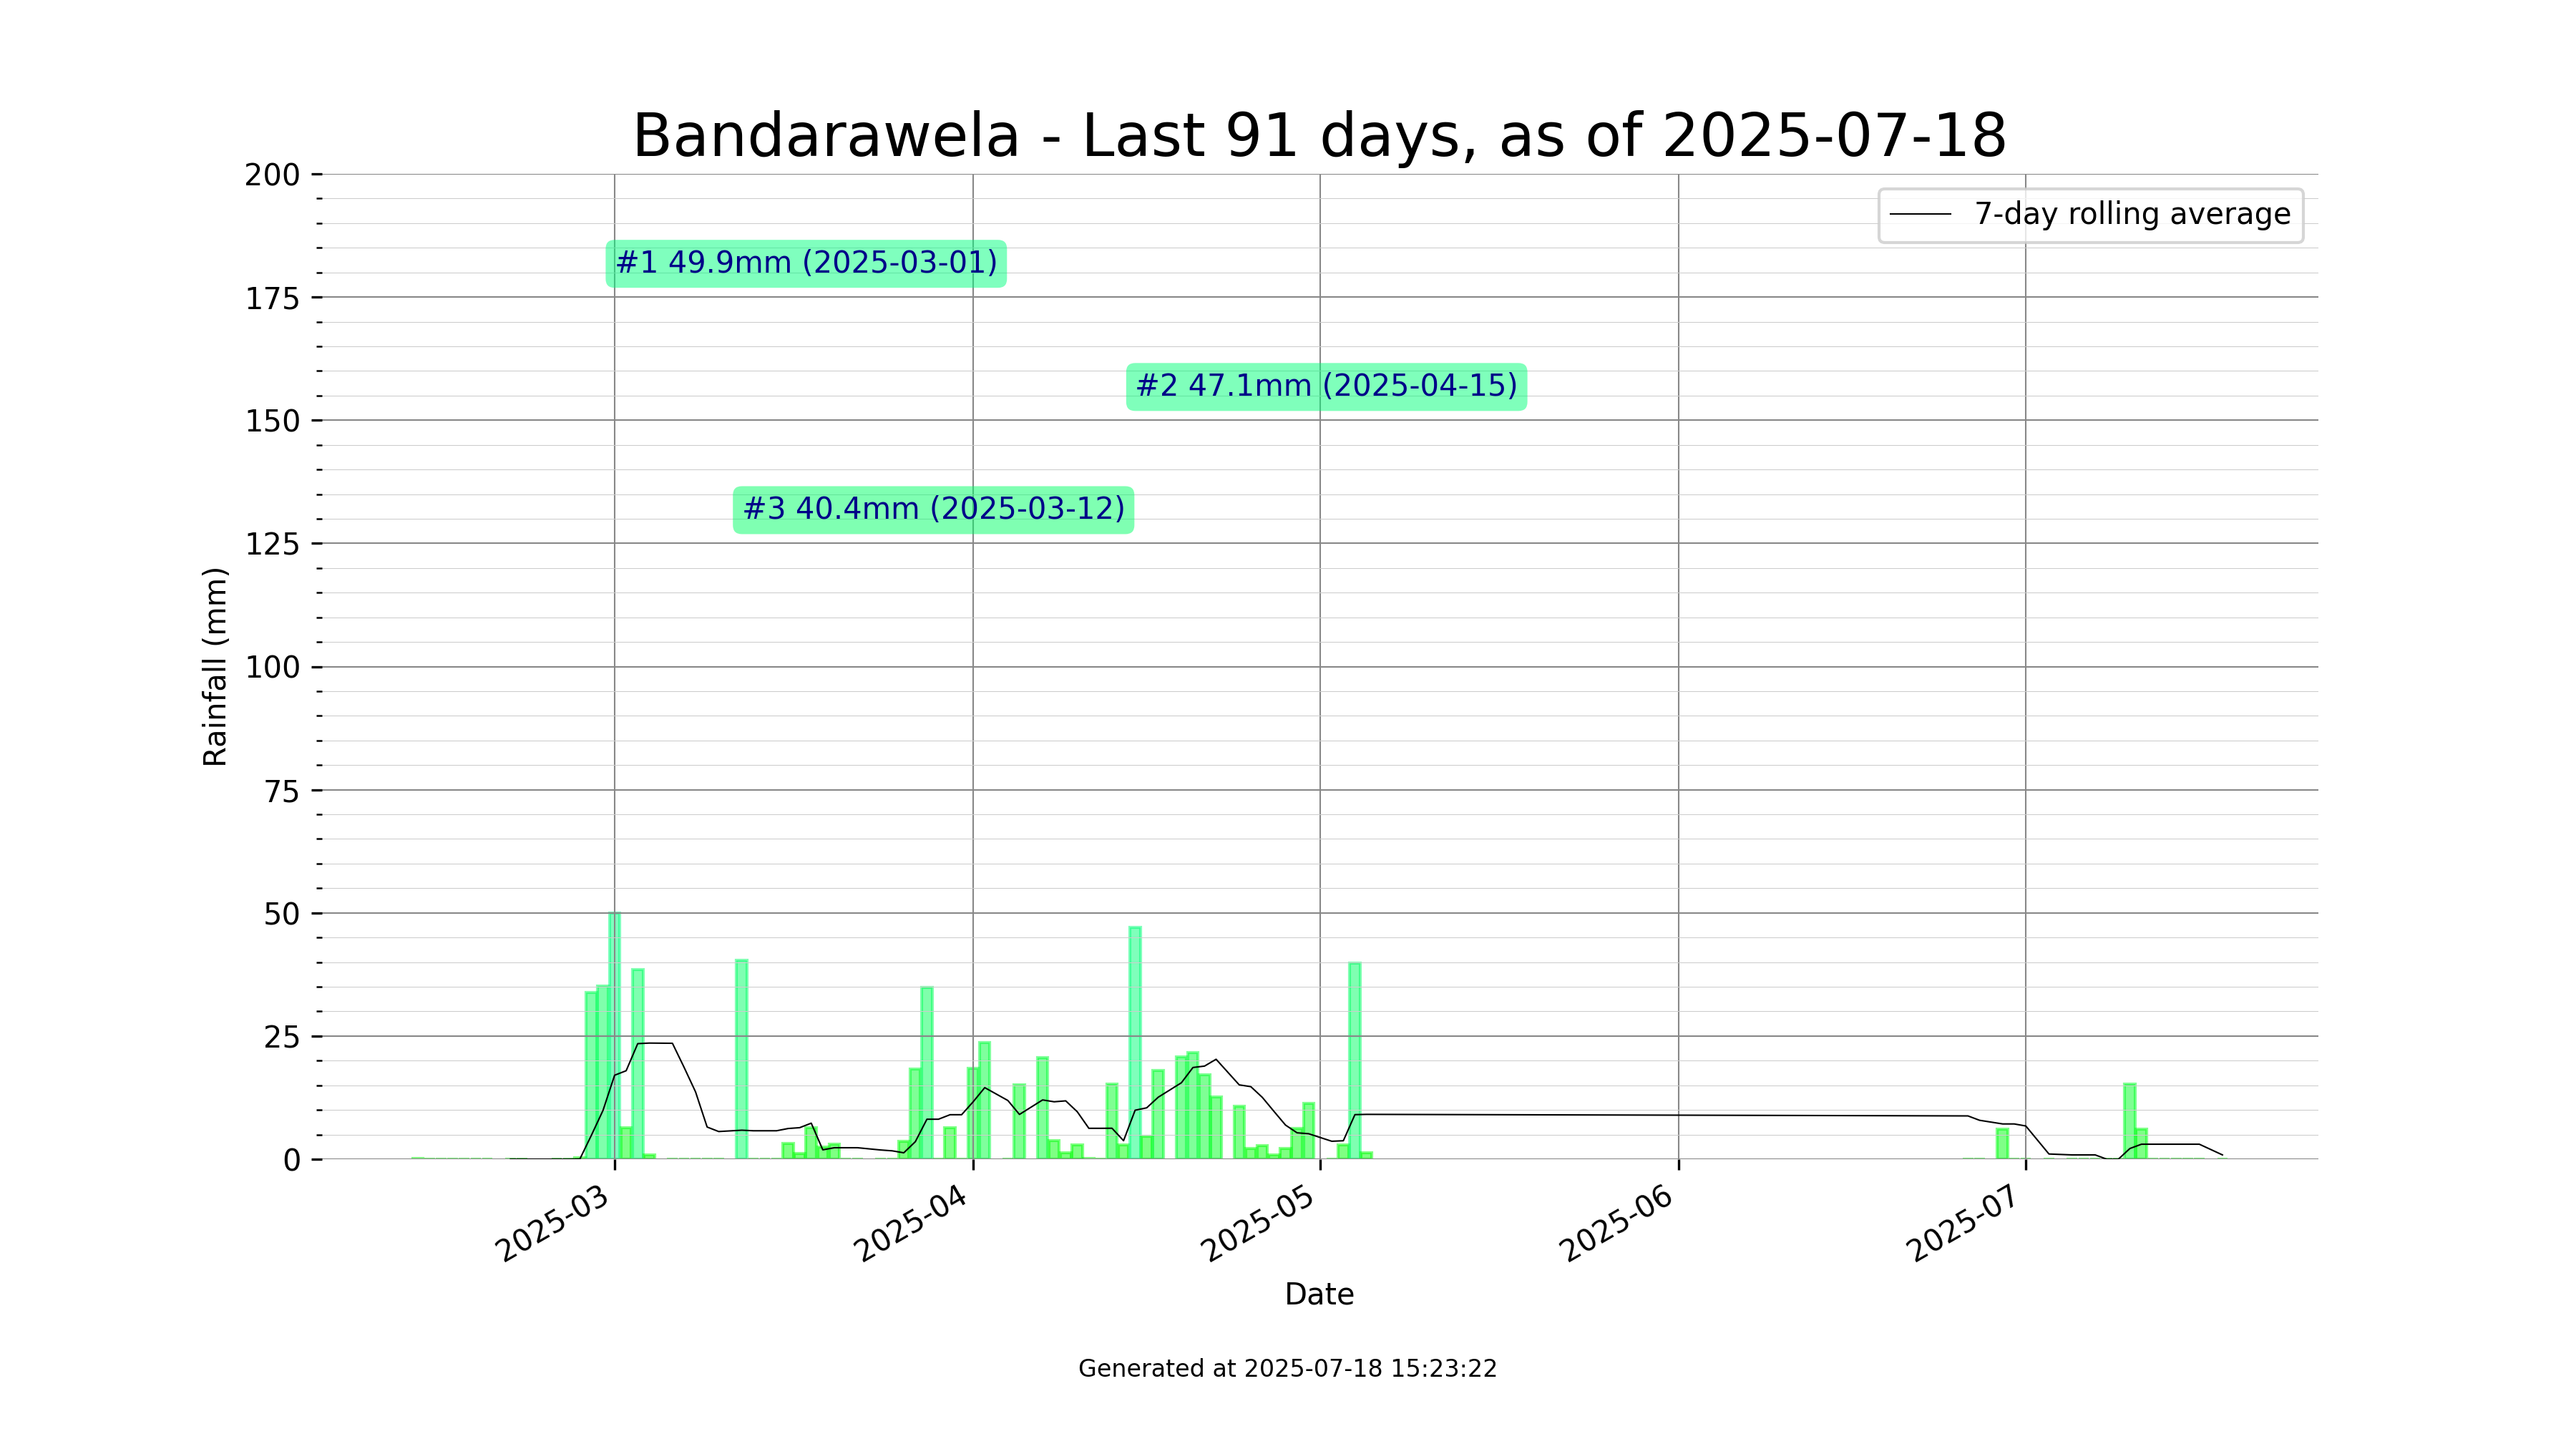 Bandarawela - Last 91 days, as of 2025-07-18
200
7-day rolling average
#1 49.9mm (2025-03-01)
175
#2 47.1mm (2025-04-15)
150
#3 40.4mm (2025-03-12)
125
Rainfall (mm)
100
75
50
25
0
2025-03
2025-04
2025-05
2025-06
2025-07
Date
Generated at 2025-07-18 15:23:22